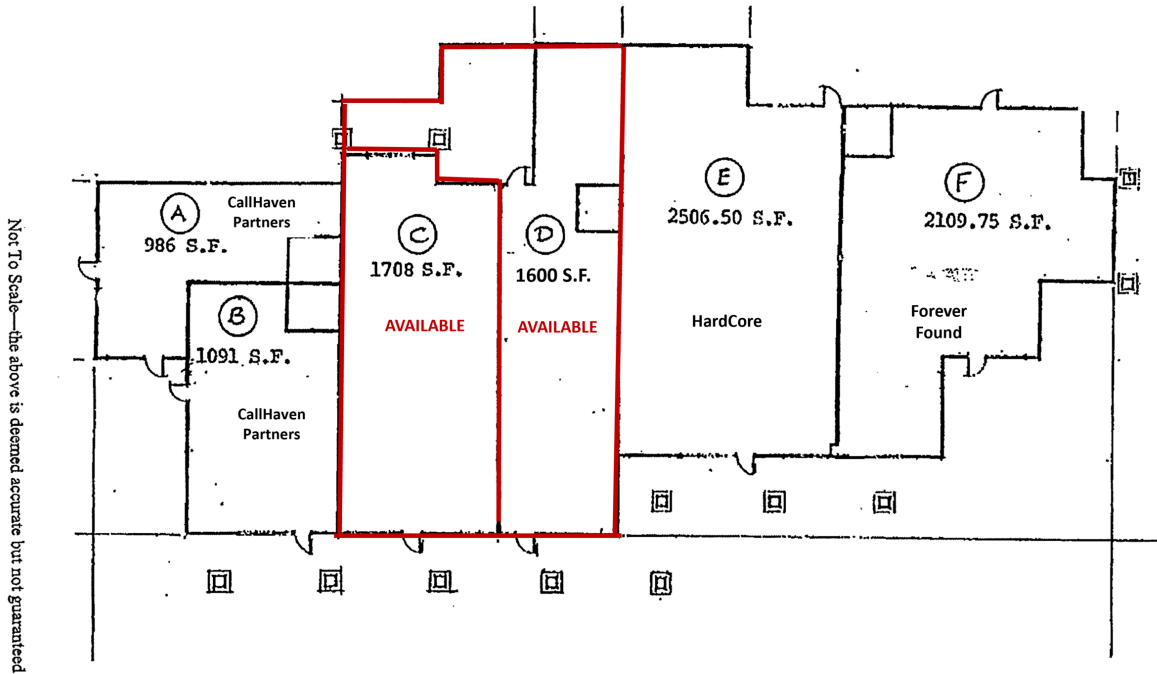 A
986 S.F.
CallHaven
Partners
B
1091 S.F.
CallHaven
Partners
C
1708 S.F.
AVAILABLE
D
1600 S.F.
AVAILABLE
E
2506.50 S.F.
HardCore
F
2109.75 S.F.
Forever
Found
Not To Scale—the above is deemed accurate but not guaranteed